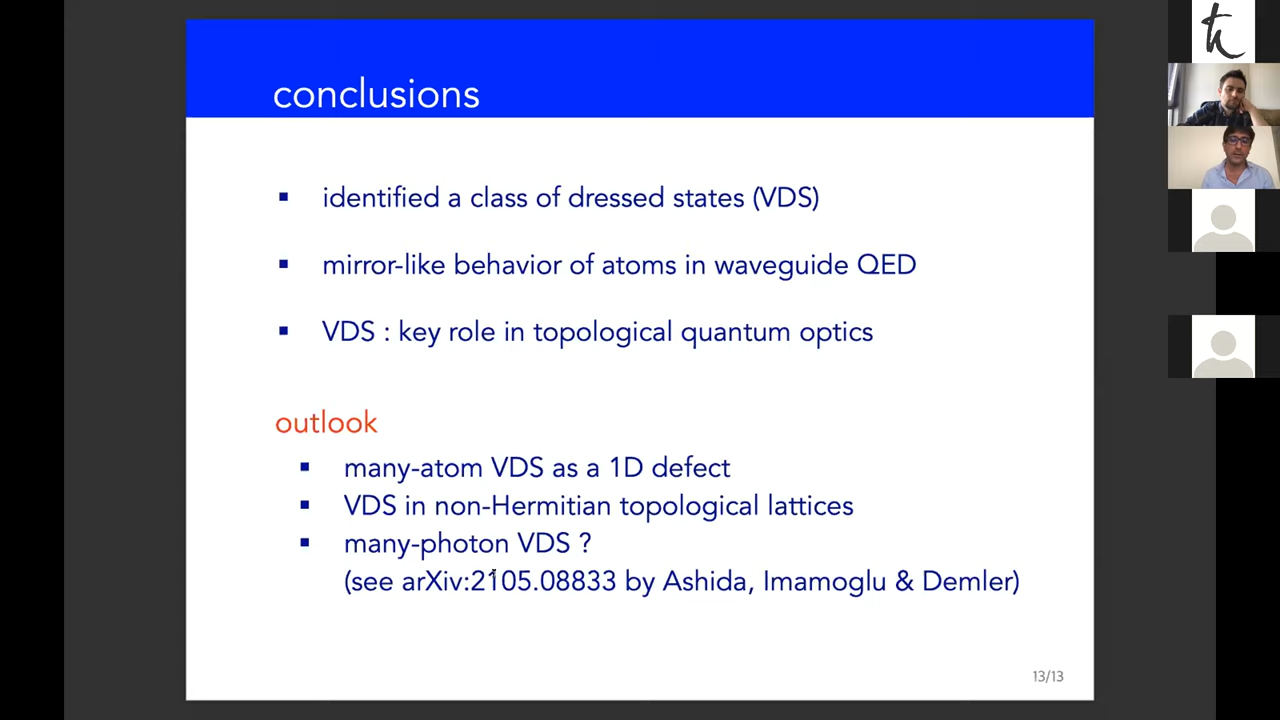 conclusions
▪ identified a class of dressed states (VDS)
▪ mirror-like behavior of atoms in waveguide QED
▪ VDS : key role in topological quantum optics
outlook
▪ many-atom VDS as a 1D defect
▪ VDS in non-Hermitian topological lattices
▪ many-photon VDS ?
(see arXiv:2105.08833 by Ashida, Imamoglu & Demler)
13/13